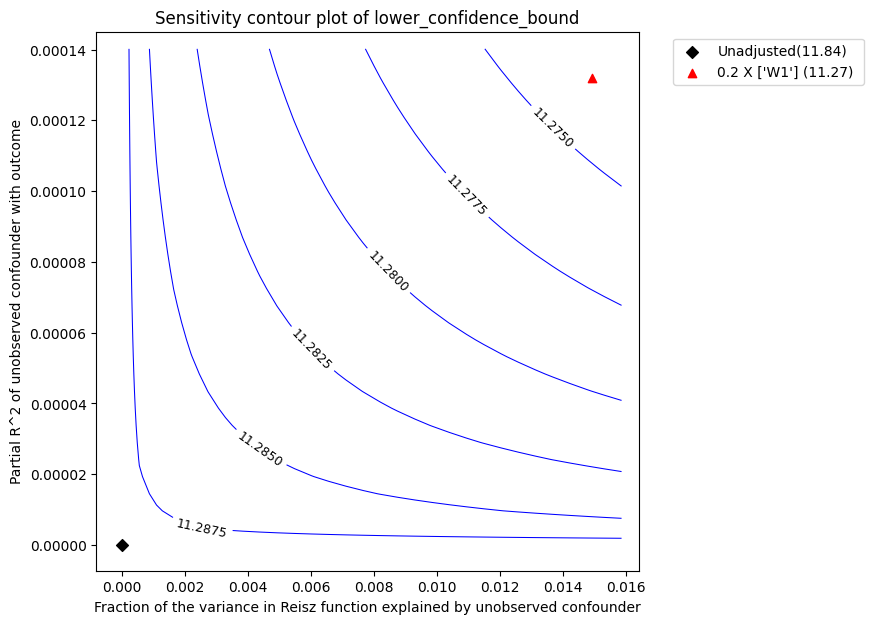 Sensitivity contour plot of lower_confidence_bound
Unadjusted(11.84)
0.2 X ['W1'] (11.27)
Partial R^2 of unobserved confounder with outcome
0.00014
0.00012
0.00010
0.00008
0.00006
0.00004
0.00002
0.00000
11.2750
11.2775
11.2800
11.2825
11.2850
11.2875
0.000 0.002 0.004 0.006 0.008 0.010 0.012 0.014 0.016
Fraction of the variance in Reisz function explained by unobserved confounder